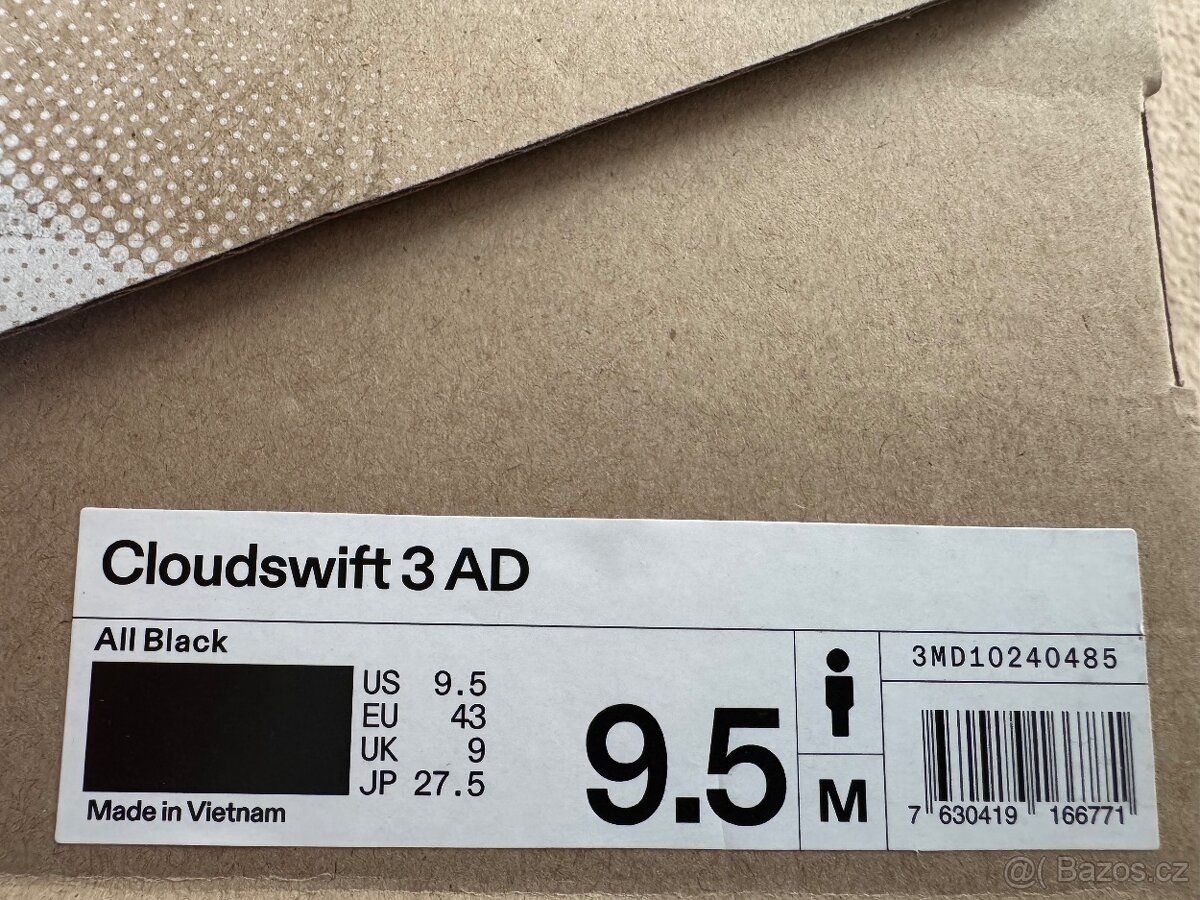 Cloudswift 3 AD
All Black
US 9.5
EU 43
UK 9
JP 27.5
Made in Vietnam
9.5
M
3MD10240485
7 630419 166771
@( Bazos.cz